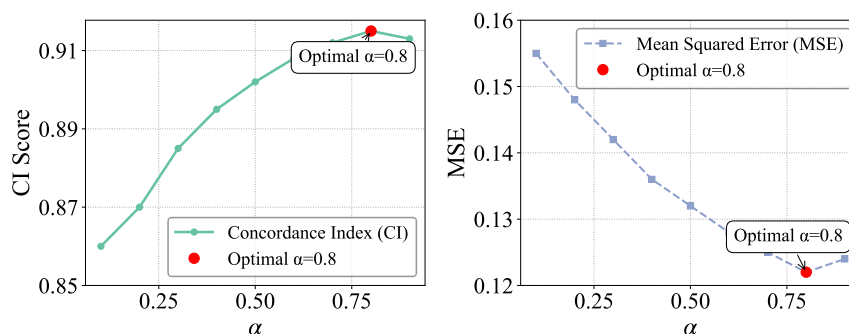 0.91
0.89
0.87
0.85
CI Score
0.25
0.50
0.75
α
Optimal α=0.8
Concordance Index (CI)
Optimal α=0.8
0.16
0.15
0.14
0.13
0.12
MSE
0.25
0.50
0.75
α
Mean Squared Error (MSE)
Optimal α=0.8
Optimal α=0.8